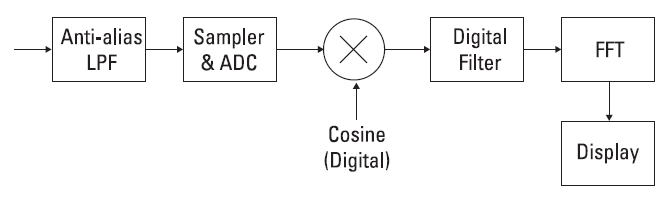 Anti-alias
LPF
Sampler
& ADC
Digital
Filter
FFT
Cosine
(Digital)
Display